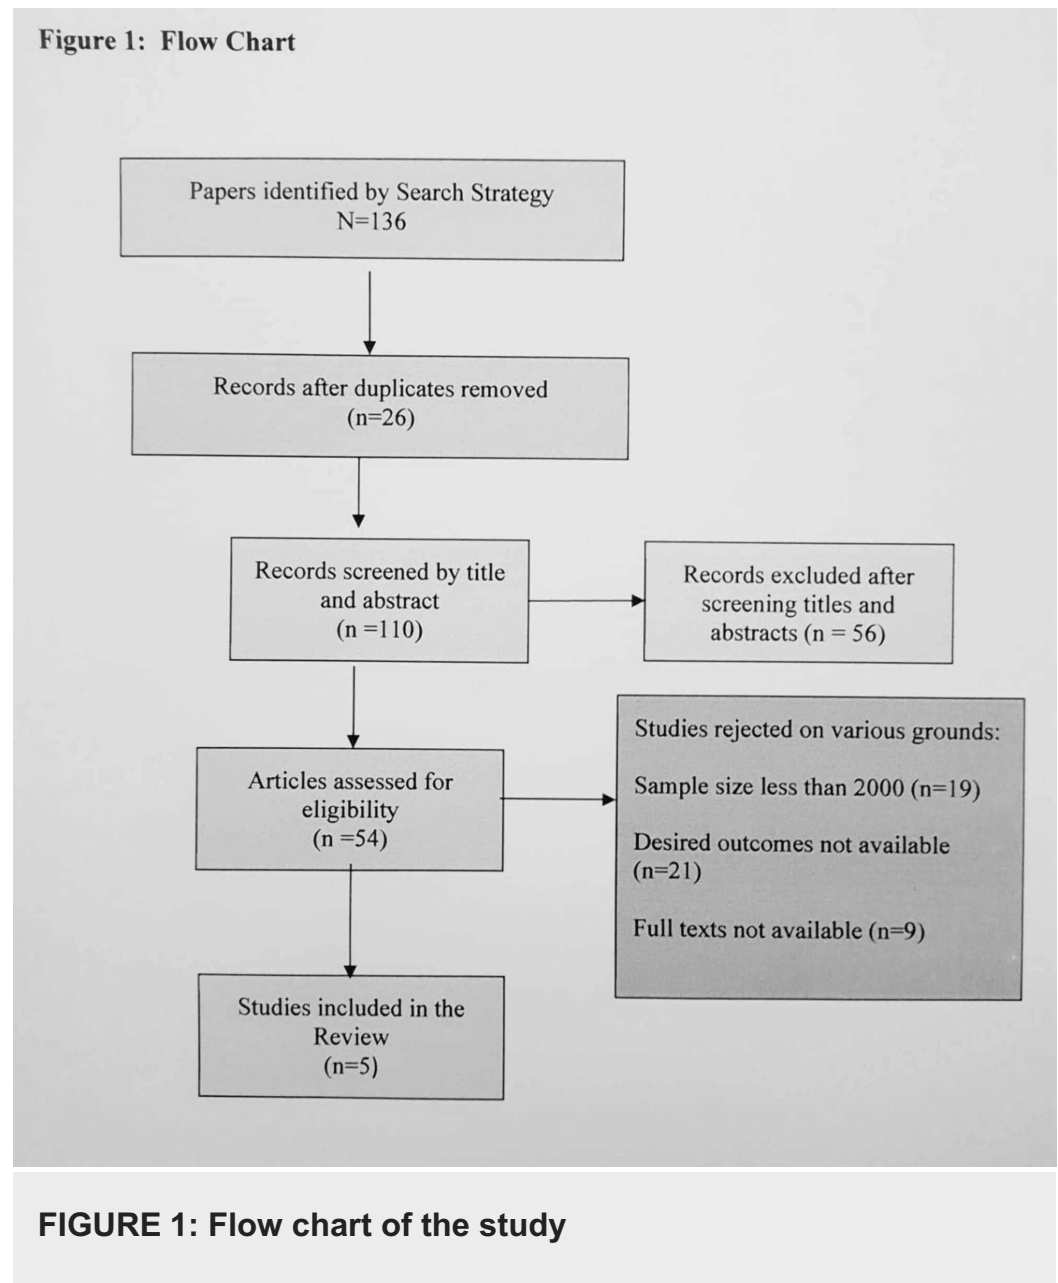 Figure 1: Flow Chart
Papers identified by Search Strategy
N=136
Records after duplicates removed
(n=26)
Records screened by title
and abstract
(n =110)
Records excluded after
screening titles and
abstracts (n = 56)
Articles assessed for
eligibility
(n =54)
Studies rejected on various grounds:
Sample size less than 2000 (n=19)
Desired outcomes not available
(n=21)
Full texts not available (n=9)
Studies included in the
Review
(n=5)
FIGURE 1: Flow chart of the study